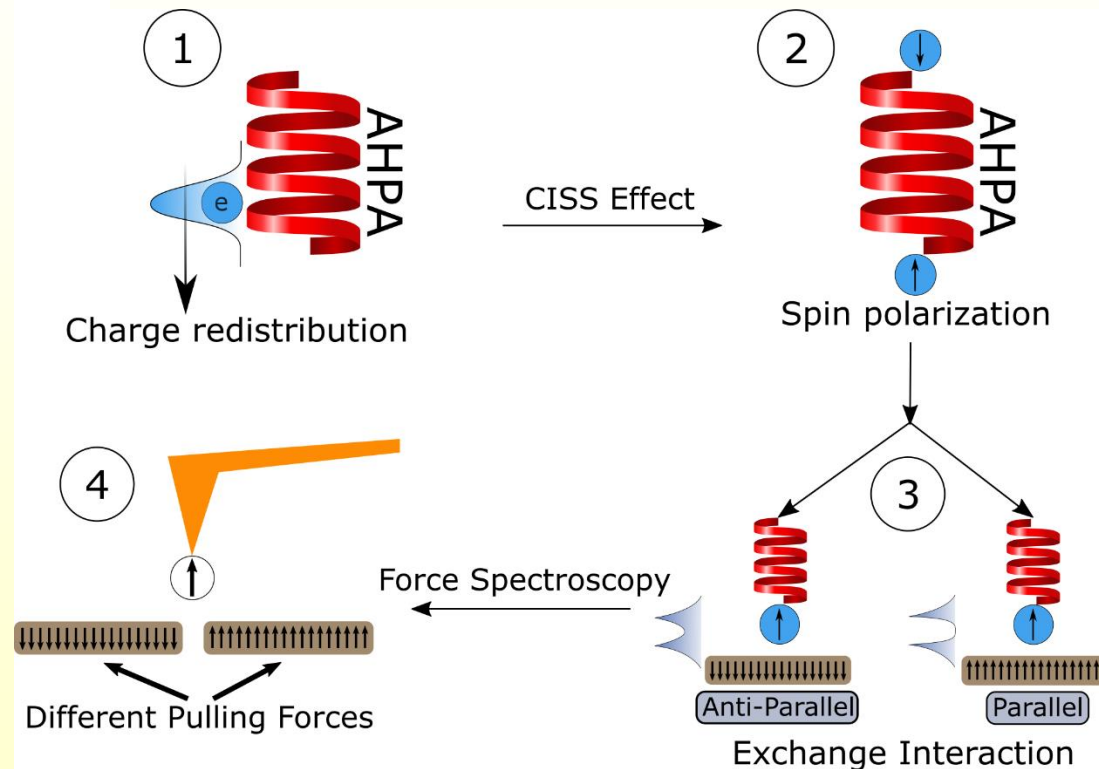 1
AHPA
e
Charge redistribution
CISS Effect
2
AHPA
Spin polarization
3
Anti-Parallel
Parallel
Exchange Interaction
Force Spectroscopy
4
Different Pulling Forces